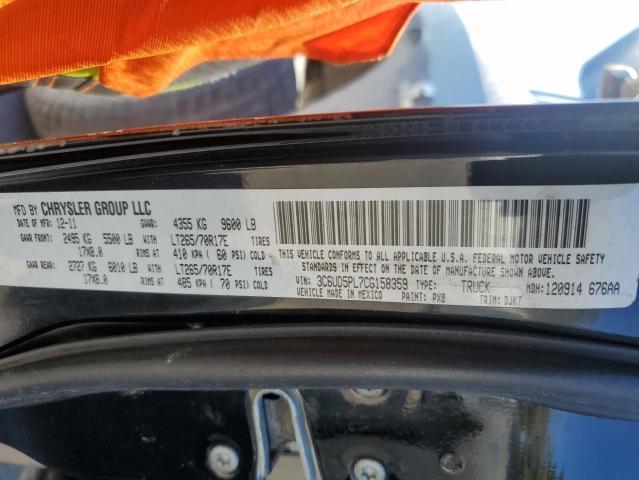 MFD BY CHRYSLER GROUP LLC
DATE OF MFR: 12-11 GVWR: 4355 KG 9600 LB
GAWR FRONT: 2495 KG 5500 LB WITH LT265/70R17E TIRES
17X8.0 RIMS AT 410 KPA ( 60 PSI) COLD
GAWR REAR: 2727 KG 6010 LB WITH LT265/70R17E TIRES
17X8.0 RIMS AT 485 KPA ( 70 PSI) COLD
THIS VEHICLE CONFORMS TO ALL APPLICABLE U.S.A. FEDERAL MOTOR VEHICLE SAFETY
STANDARDS IN EFFECT ON THE DATE OF MANUFACTURE SHOWN ABOVE.
VIN: 3C6UD5PL7CG158359 TYPE: TRUCK MDH: 120914 676AA
VEHICLE MADE IN MEXICO PAINT: PX8 TRIM: DJKT